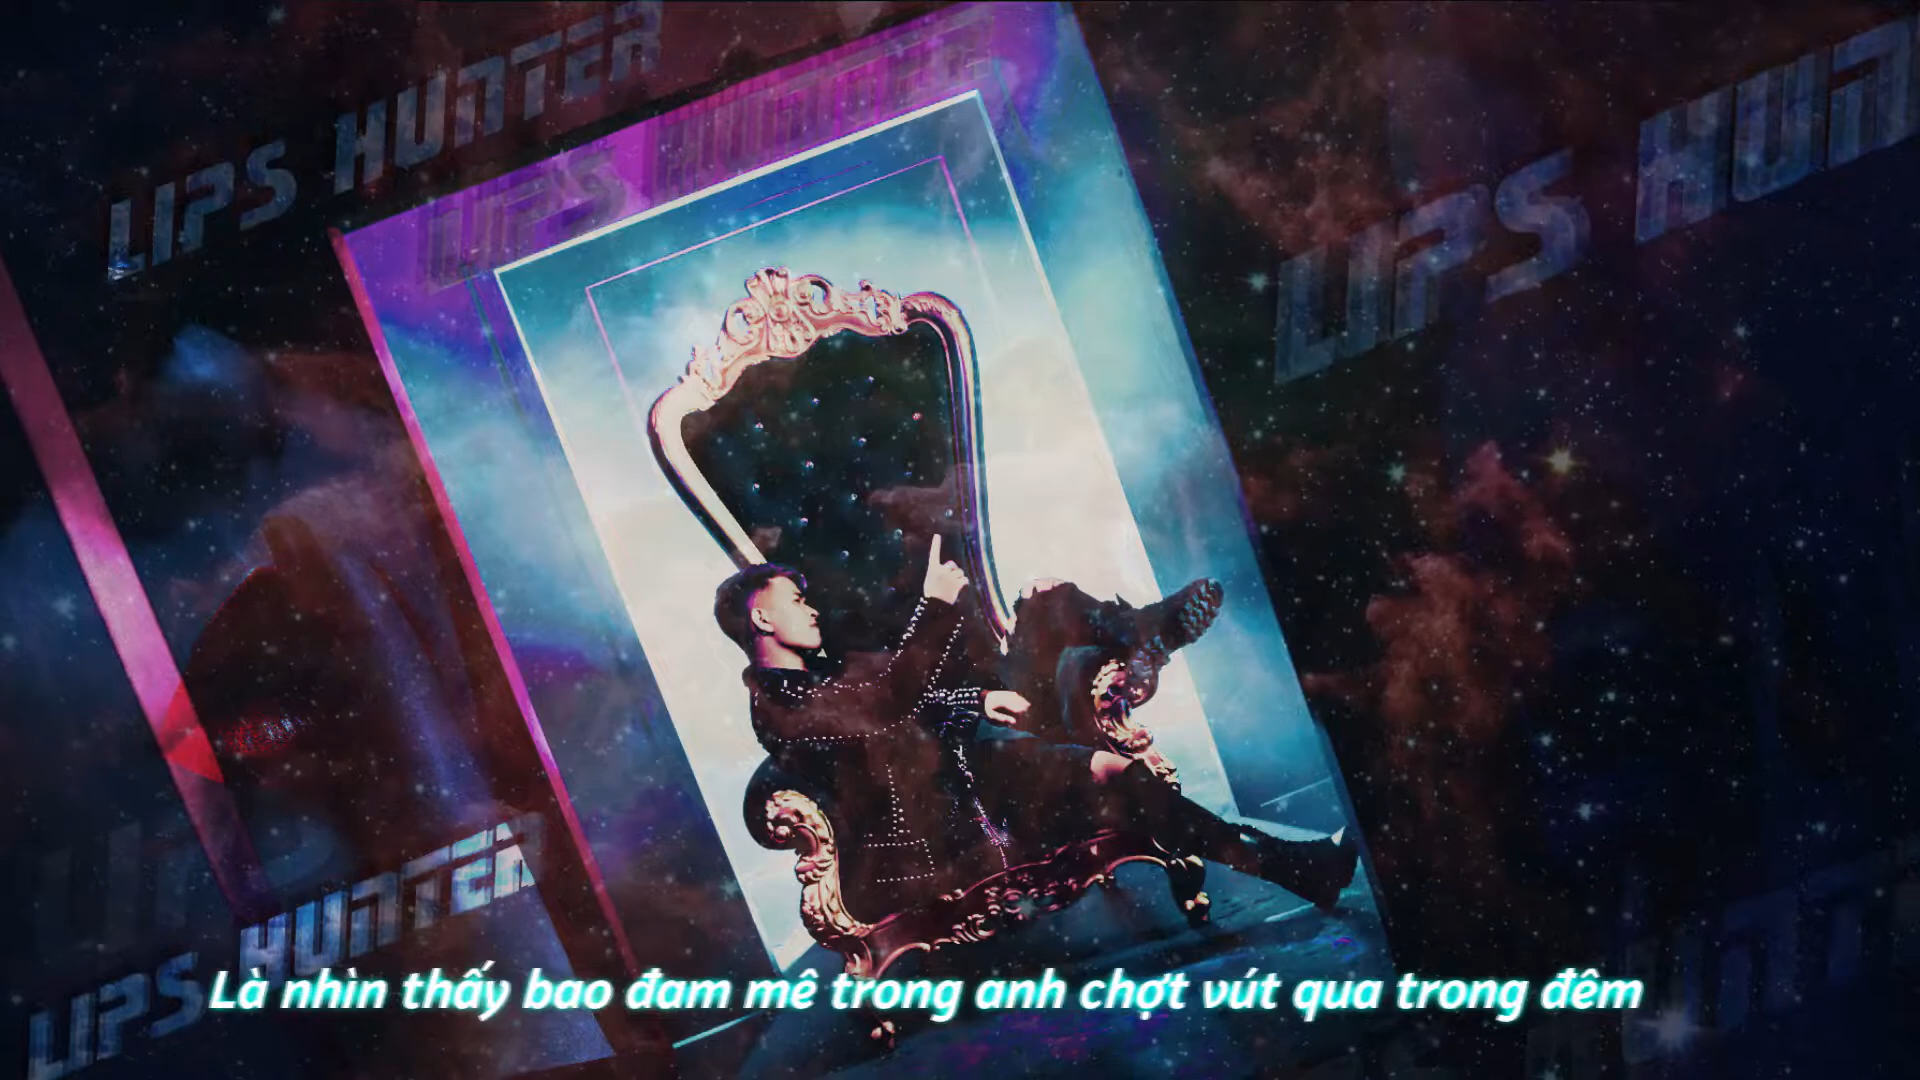 LIPS HUNTER
LIPS HUNTER
LIPS HUN
LIPS HUNTER
Là nhìn thấy bao đam mê trong anh chợt vút qua trong đêm